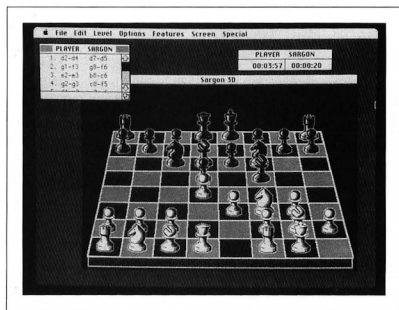 File Edit Level Options Features Screen Special
PLAYER SARGON
1. d2-d4 d7-d5
2. g1-f3 g8-f6
3. e2-e3 b8-c6
4. g2-g3 c8-f5
PLAYER SARGON
00:03:57 00:00:20
Sargon 3D